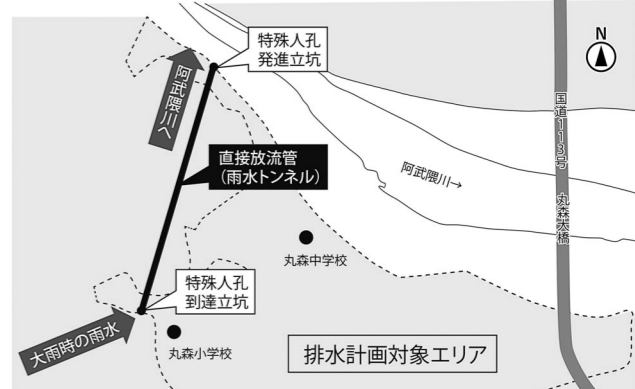 特殊人孔
発進立坑
N
阿武隈川へ
国道113号　丸森大橋
直接放流管
（雨水トンネル）
阿武隈川→
丸森中学校
特殊人孔
到達立坑
大雨時の雨水
丸森小学校
排水計画対象エリア